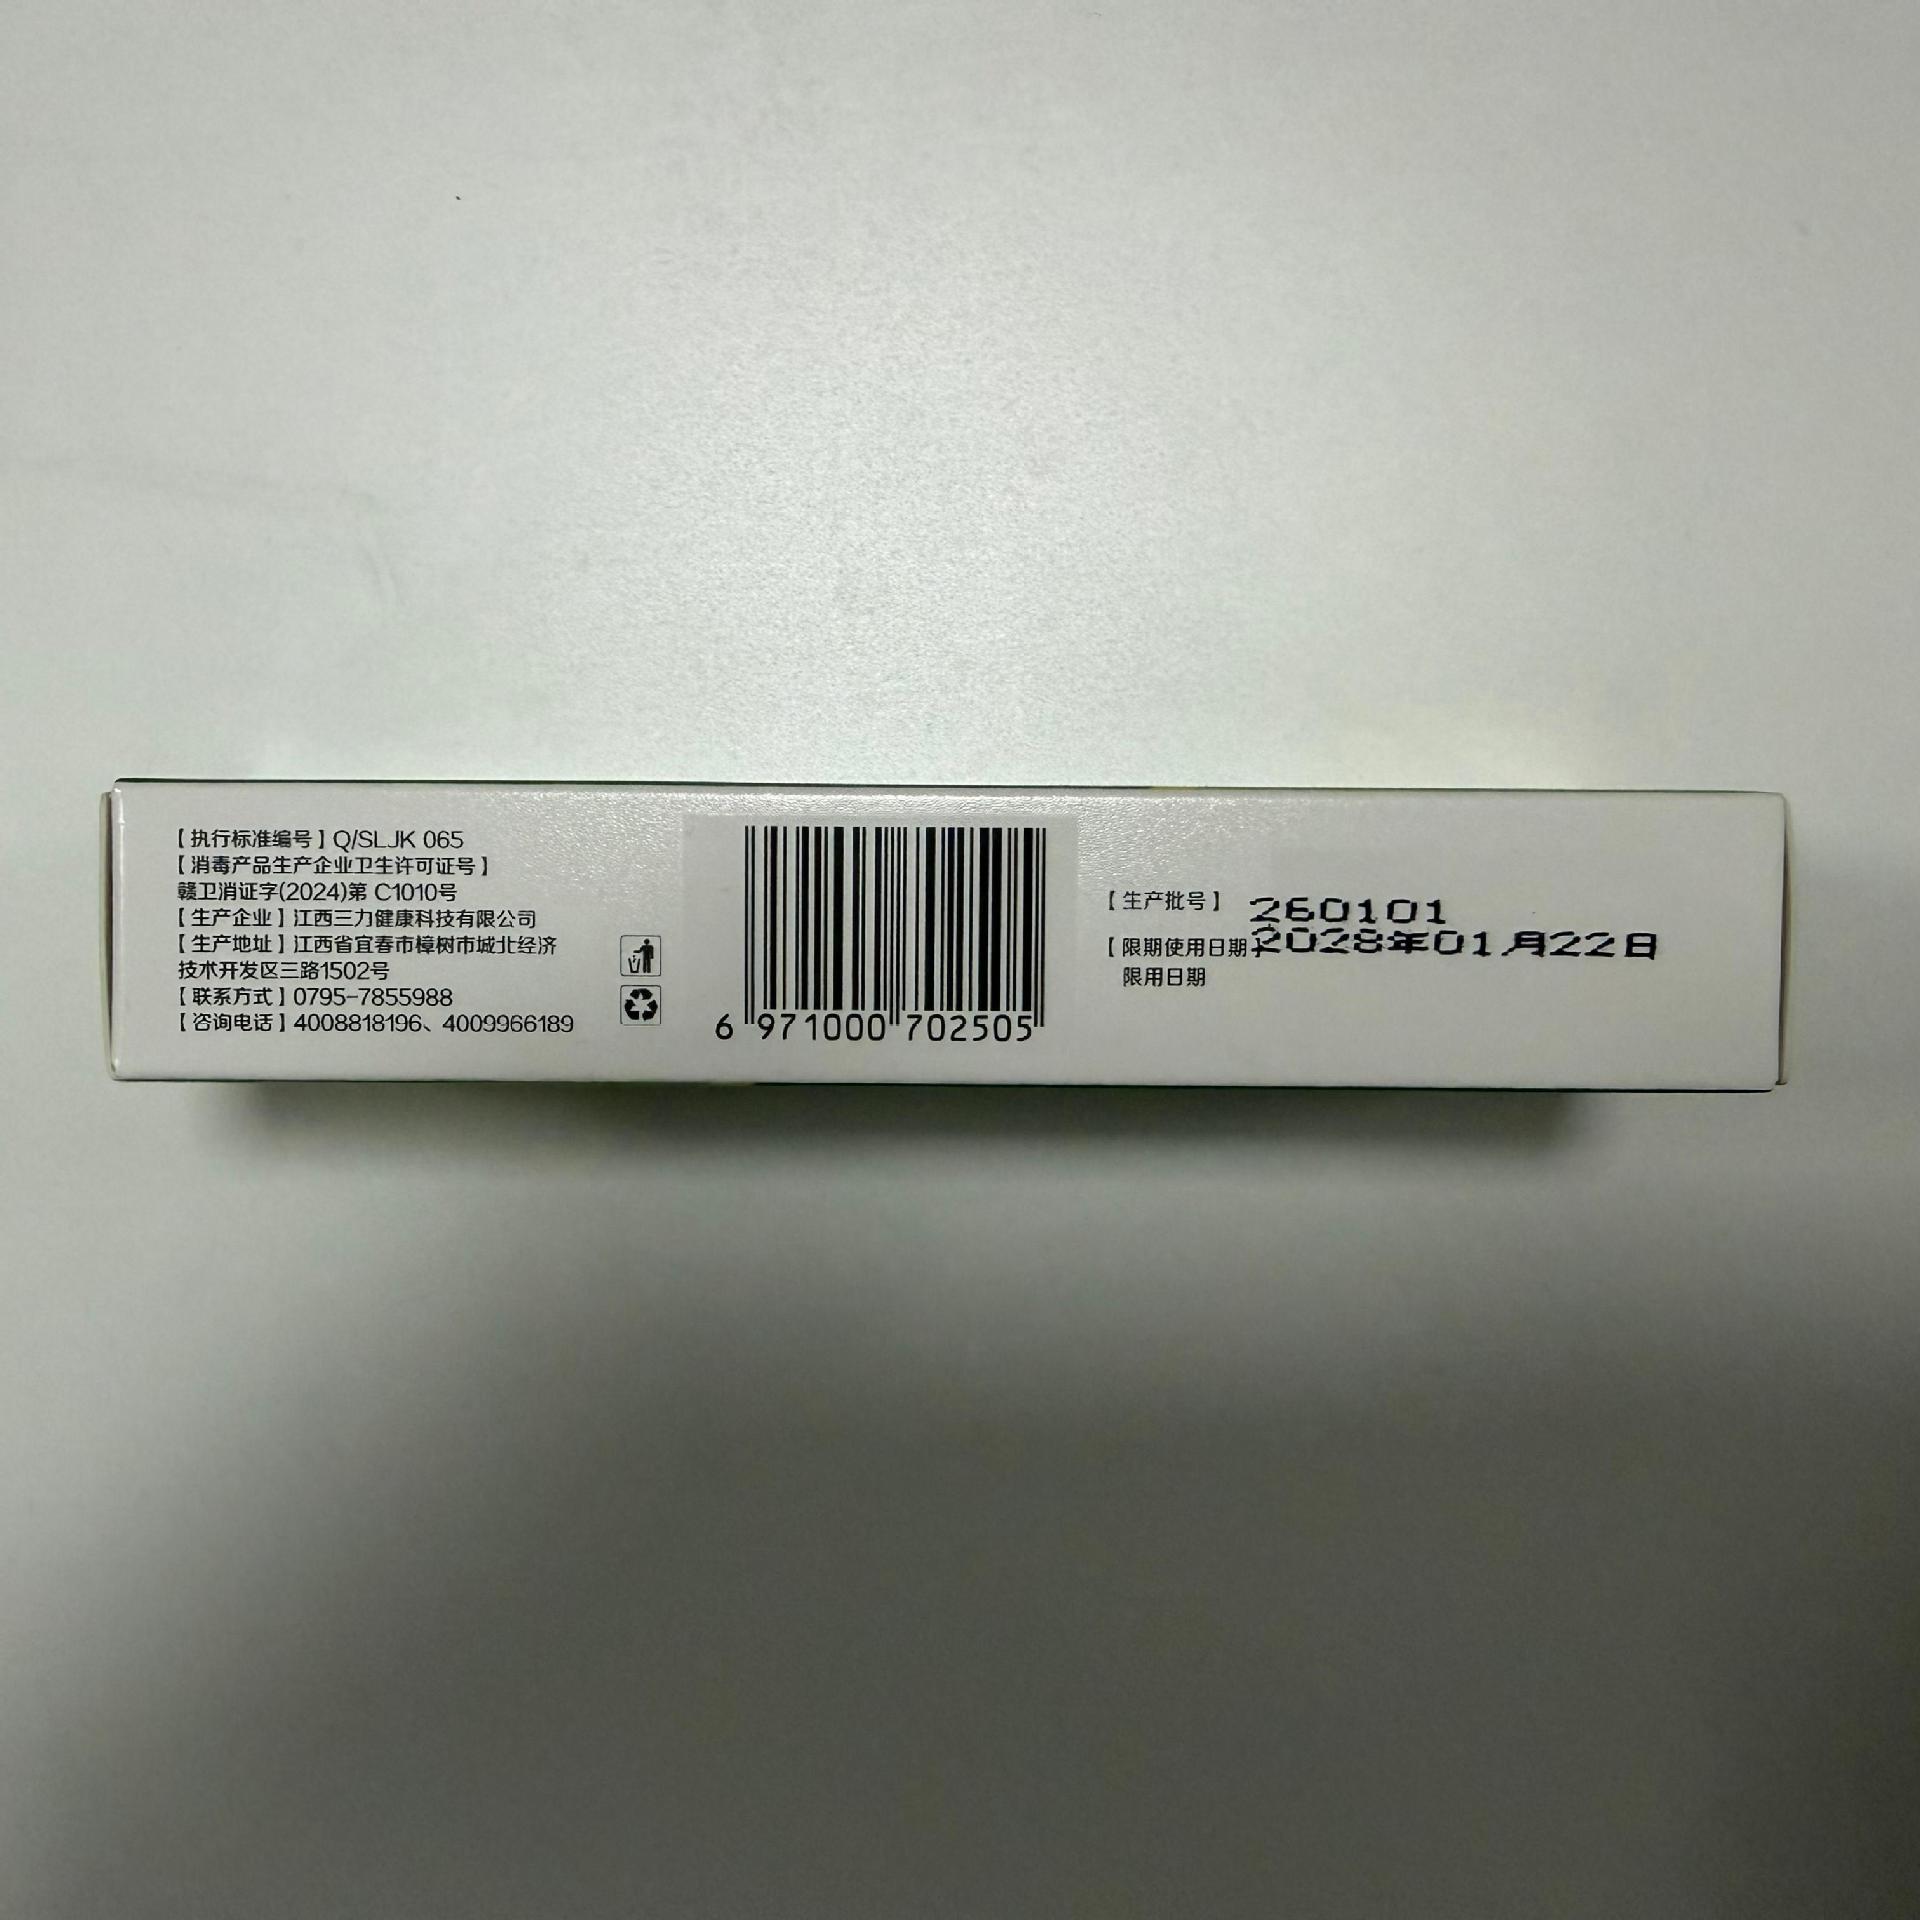 【执行标准编号】Q/SLJK 065
【消毒产品生产企业卫生许可证号】
赣卫消证字(2024)第 C1010号
【生产企业】江西三力健康科技有限公司
【生产地址】江西省宜春市樟树市城北经济
技术开发区三路1502号
【联系方式】0795-7855988
【咨询电话】4008818196、4009966189
6 971000 702505
【生产批号】 260101
【限期使用日期】2028年01月22日
限用日期